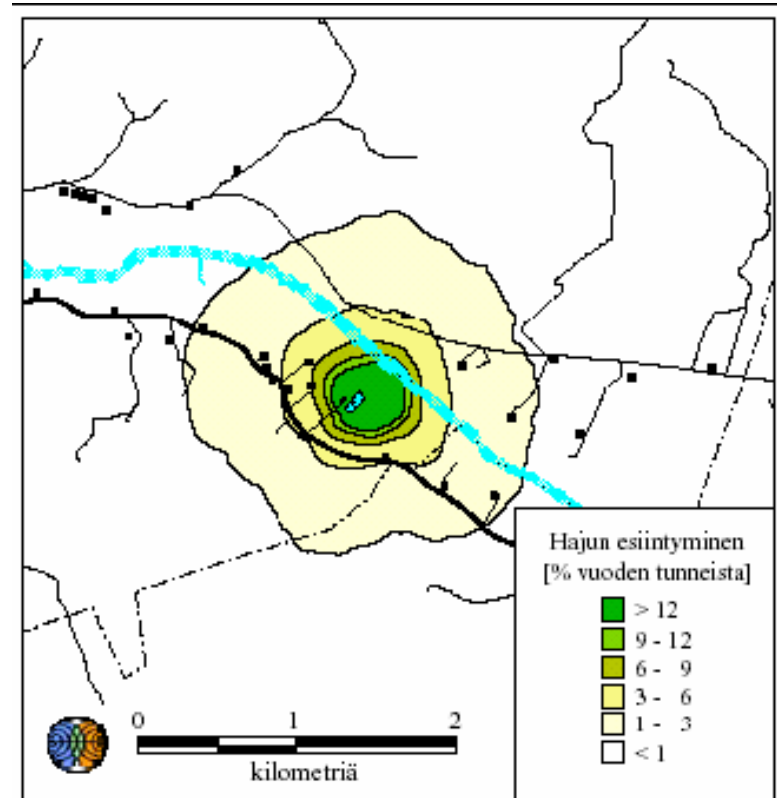 Hajun esiintyminen
[% vuoden tunneista]
> 12
9 - 12
6 - 9
3 - 6
1 - 3
< 1
0 1 2
kilometriä